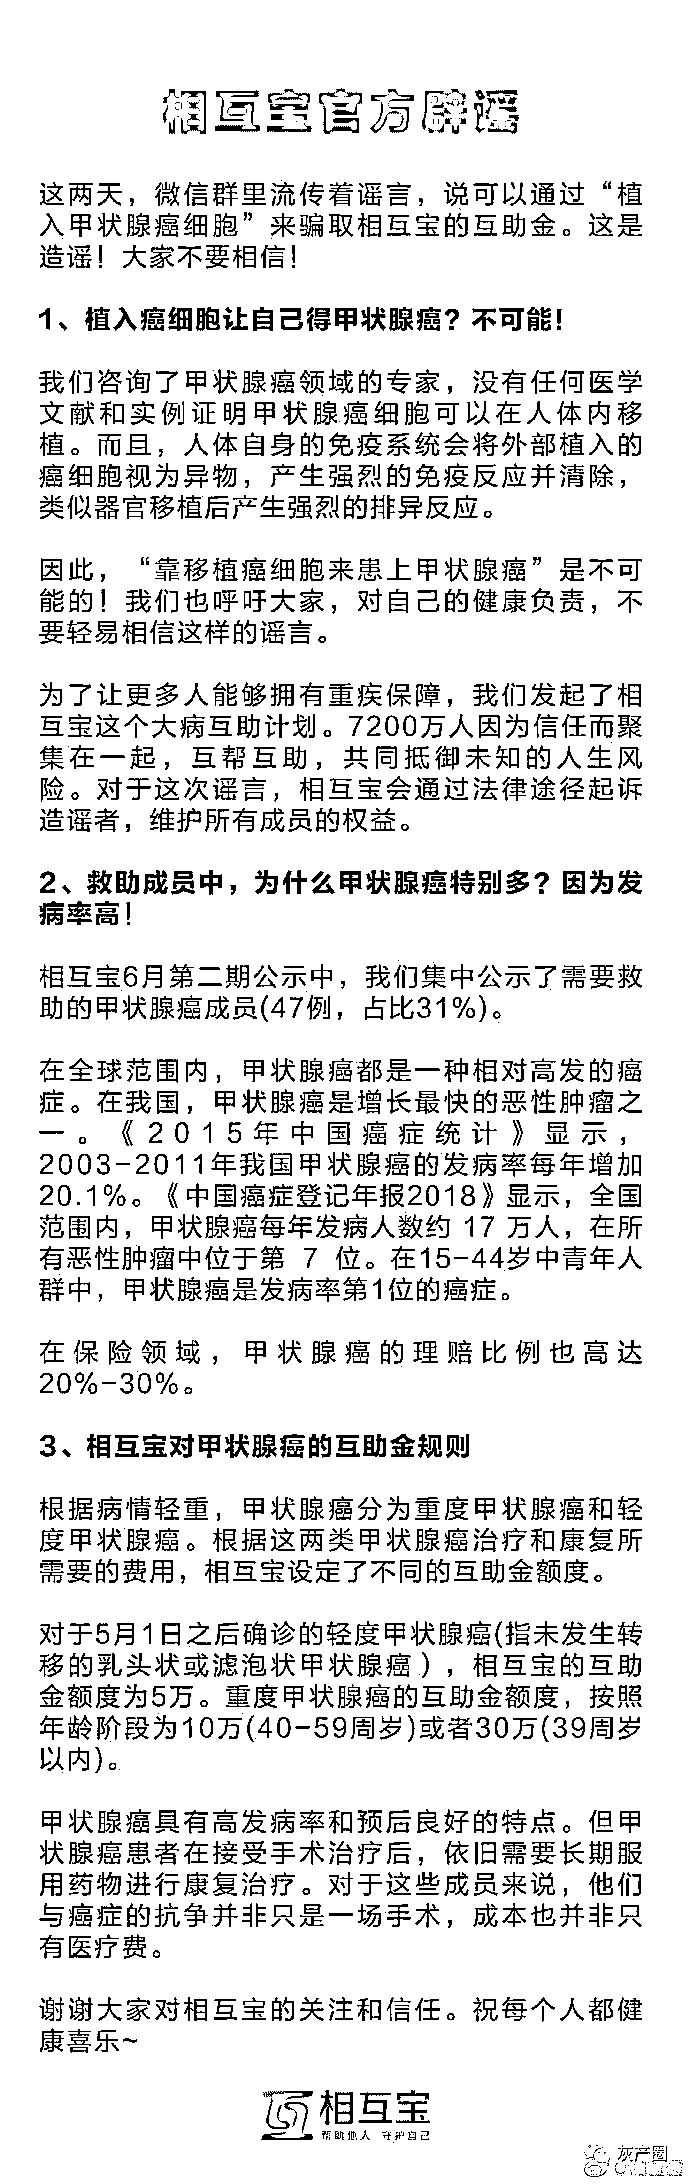 相互宝官方辟谣
这两天，微信群里流传着谣言，说可以通过“植
入甲状腺癌细胞”来骗取相互宝的互助金。这是
造谣！大家不要相信！
1、植入癌细胞让自己得甲状腺癌？不可能！
我们咨询了甲状腺癌领域的专家，没有任何医学
文献和实例证明甲状腺癌细胞可以在人体内移
植。而且，人体自身的免疫系统会将外部植入的
癌细胞视为异物，产生强烈的免疫反应并清除，
类似器官移植后产生强烈的排异反应。
因此，“靠移植癌细胞来患上甲状腺癌”是不可
能的！我们也呼吁大家，对自己的健康负责，不
要轻易相信这样的谣言。
为了让更多人能够拥有重疾保障，我们发起了相
互宝这个大病互助计划。7200万人因为信任而聚
集在一起，互帮互助，共同抵御未知的人生风
险。对于这次谣言，相互宝会通过法律途径起诉
造谣者，维护所有成员的权益。
2、救助成员中，为什么甲状腺癌特别多？因为发
病率高！
相互宝6月第二期公示中，我们集中公示了需要救
助的甲状腺癌成员(47例，占比31%)。
在全球范围内，甲状腺癌都是一种相对高发的癌
症。在我国，甲状腺癌是增长最快的恶性肿瘤之
一。《2015年中国癌症统计》显示，
2003-2011年我国甲状腺癌的发病率每年增加
20.1%。《中国癌症登记年报2018》显示，全国
范围内，甲状腺癌每年发病人数约 17 万人，在所
有恶性肿瘤中位于第 7 位。在15-44岁中青年人
群中，甲状腺癌是发病率第1位的癌症。
在保险领域，甲状腺癌的理赔比例也高达
20%-30%。
3、相互宝对甲状腺癌的互助金规则
根据病情轻重，甲状腺癌分为重度甲状腺癌和轻
度甲状腺癌。根据这两类甲状腺癌治疗和康复所
需要的费用，相互宝设定了不同的互助金额度。
对于5月1日之后确诊的轻度甲状腺癌(指未发生转
移的乳头状或滤泡状甲状腺癌），相互宝的互助
金额度为5万。重度甲状腺癌的互助金额度，按照
年龄阶段为10万(40-59周岁)或者30万(39周岁
以内)。
甲状腺癌具有高发病率和预后良好的特点。但甲
状腺癌患者在接受手术治疗后，依旧需要长期服
用药物进行康复治疗。对于这些成员来说，他们
与癌症的抗争并非只是一场手术，成本也并非只
有医疗费。
谢谢大家对相互宝的关注和信任。祝每个人都健
康喜乐~
相互宝
帮助他人 守护自己
灰产圈